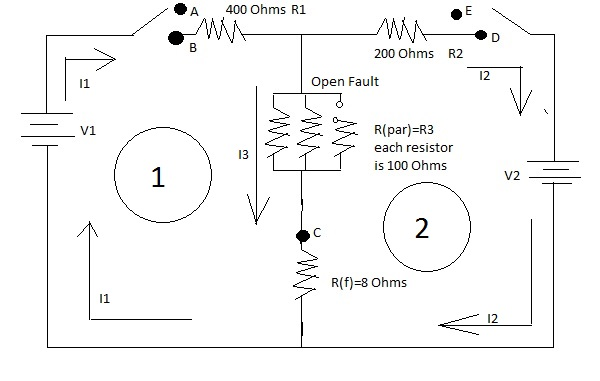 A
400 Ohms R1
E
B
D
200 Ohms R2
I1
Open Fault
I2
V1
I3
R(par)=R3
each resistor
is 100 Ohms
1
V2
2
C
R(f)=8 Ohms
I1
I2